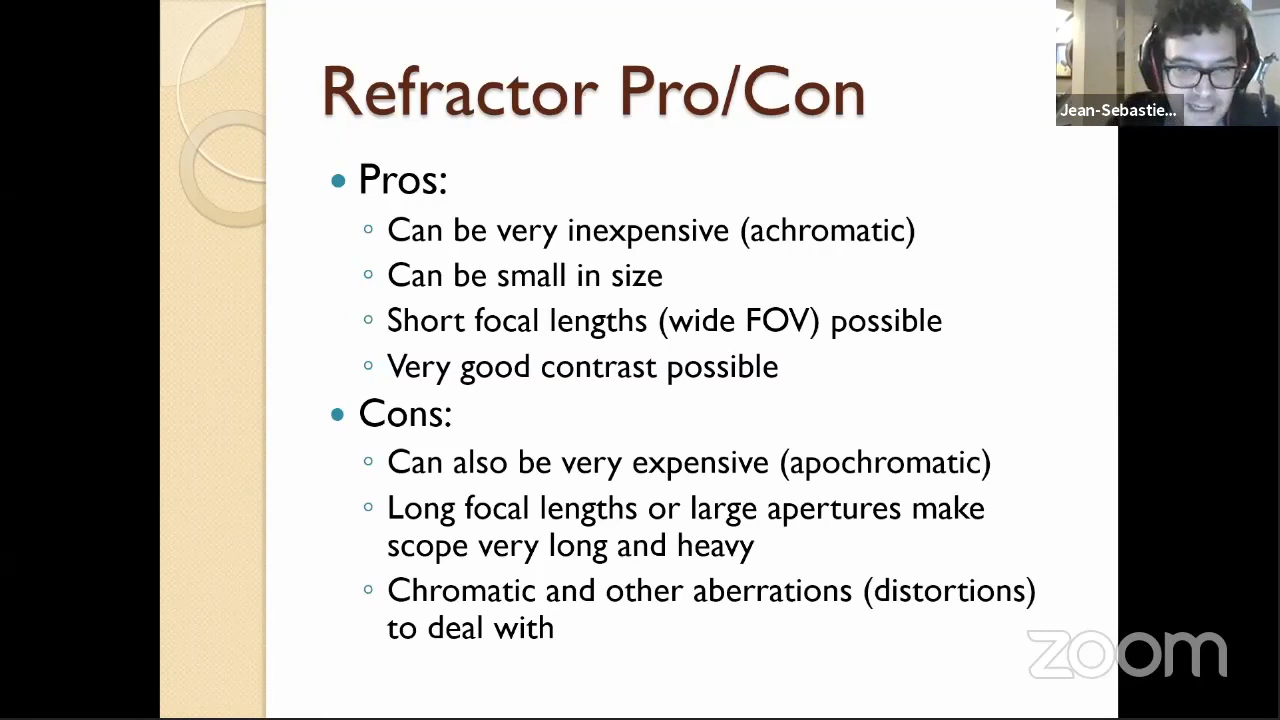 Refractor Pro/Con
Jean-Sebastie...
• Pros:
◦ Can be very inexpensive (achromatic)
◦ Can be small in size
◦ Short focal lengths (wide FOV) possible
◦ Very good contrast possible
• Cons:
◦ Can also be very expensive (apochromatic)
◦ Long focal lengths or large apertures make
scope very long and heavy
◦ Chromatic and other aberrations (distortions)
to deal with
zoom